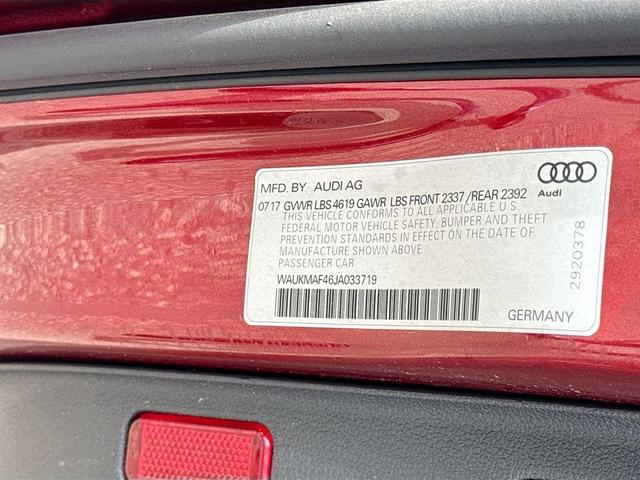 MFD. BY AUDI AG
07 17 GVWR LBS 4619 GAWR LBS FRONT 2337 / REAR 2392
THIS VEHICLE CONFORMS TO ALL APPLICABLE U.S.
FEDERAL MOTOR VEHICLE SAFETY, BUMPER AND THEFT
PREVENTION STANDARDS IN EFFECT ON THE DATE OF
MANUFACTURE SHOWN ABOVE
PASSENGER CAR
WAUKMAF46JA033719
GERMANY
Audi
2920378